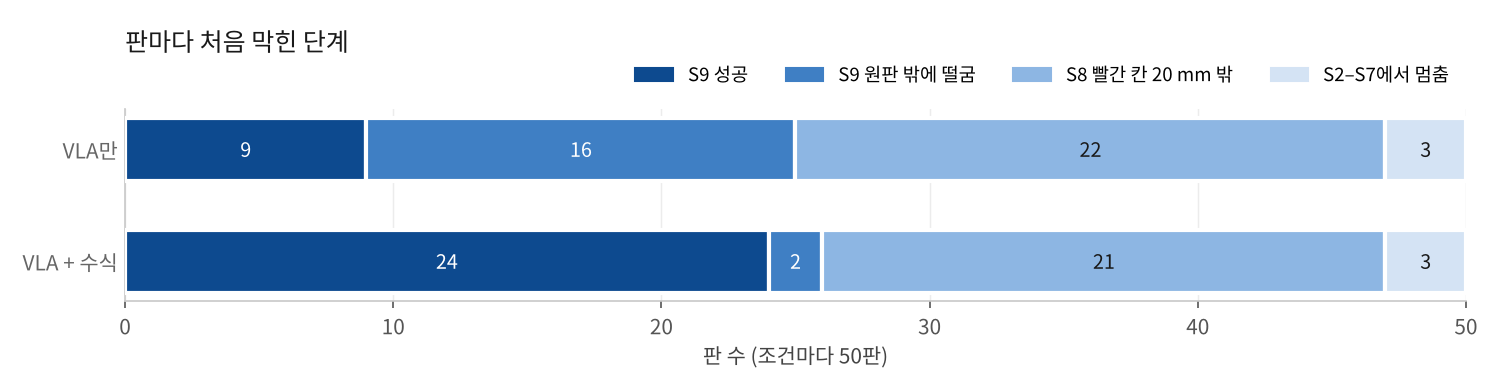 판마다 처음 막힌 단계
S9 성공 S9 원판 밖에 떨굼 S8 빨간 칸 20 mm 밖 S2–S7에서 멈춤
VLA만 9 16 22 3
VLA + 수식 24 2 21 3
0 10 20 30 40 50
판 수 (조건마다 50판)